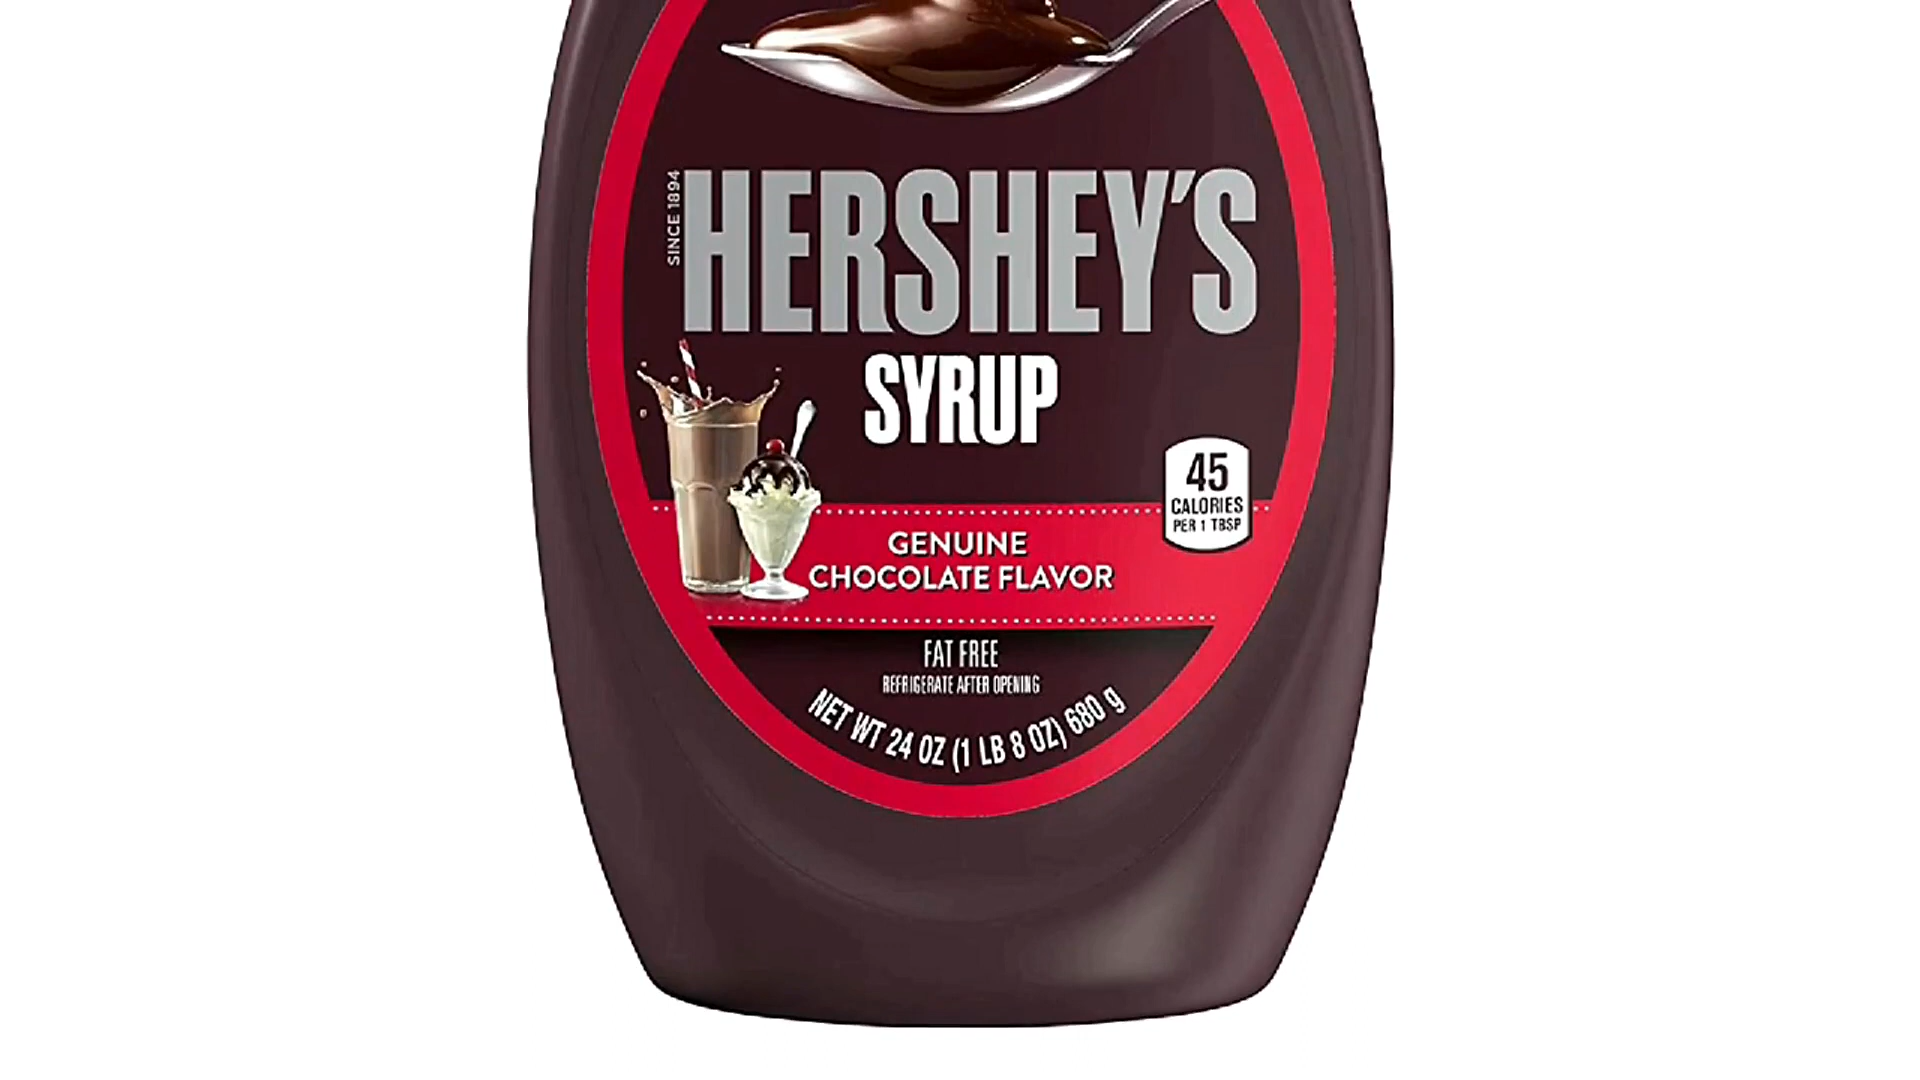 SINCE 1894
HERSHEY'S
SYRUP
45
CALORIES
PER 1 TBSP
GENUINE
CHOCOLATE FLAVOR
FAT FREE
REFRIGERATE AFTER OPENING
NET WT 24 OZ (1 LB 8 OZ) 680 g